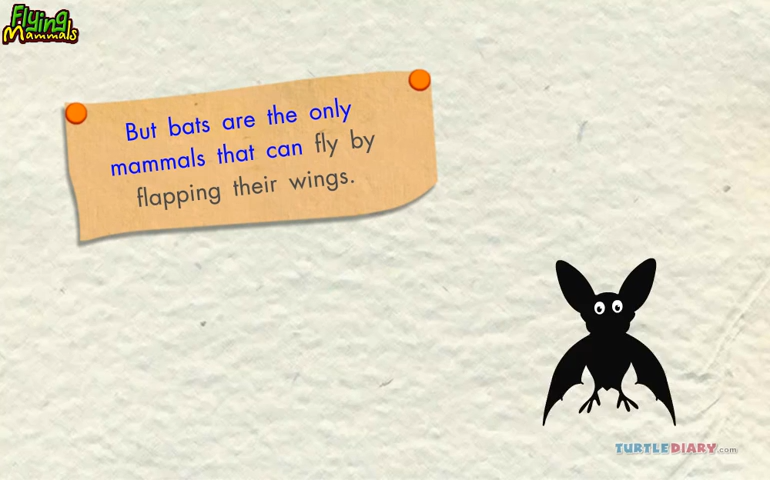 Flying
Mammals
But bats are the only
mammals that can fly by
flapping their wings.
TURTLEDIARY.com